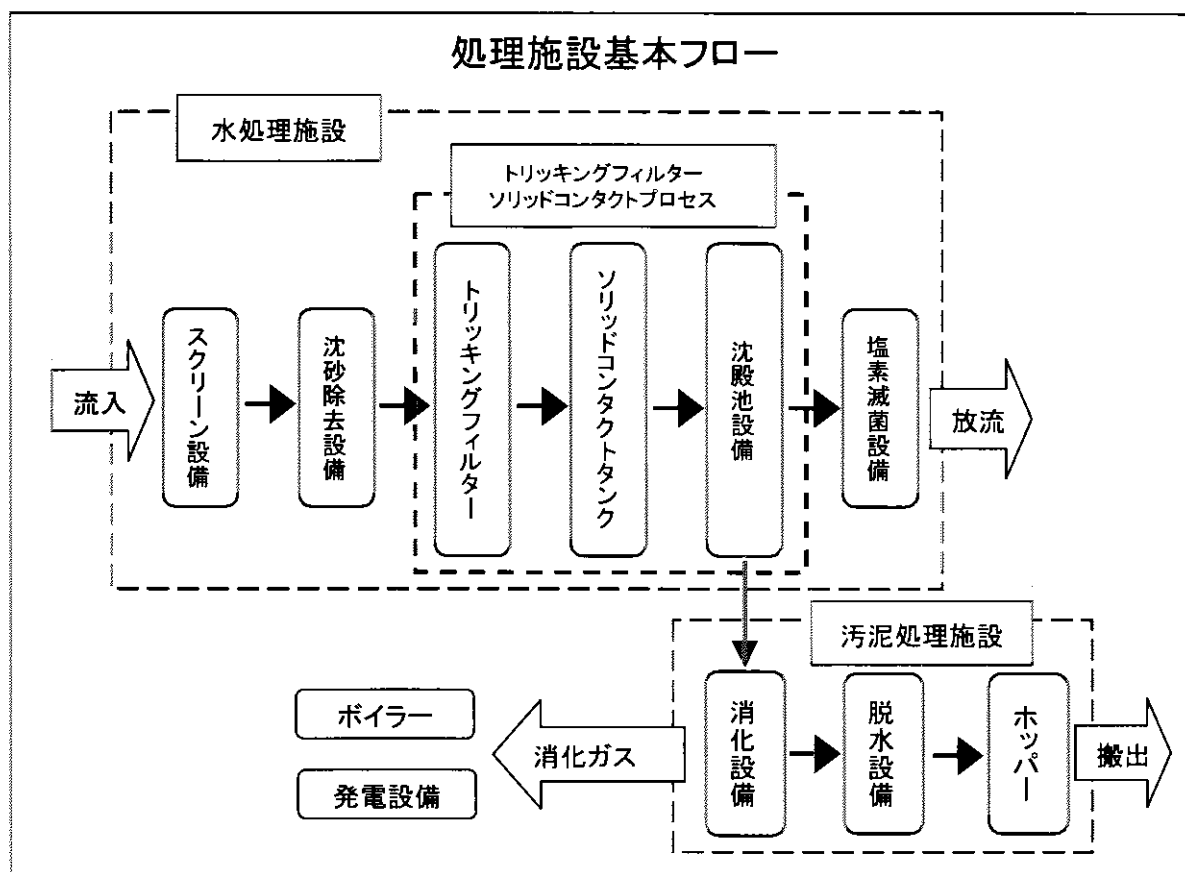 処理施設基本フロー
水処理施設
トリッキングフィルター
ソリッドコンタクトプロセス
流入
スクリーン設備
沈砂除去設備
トリッキングフィルター
ソリッドコンタクトタンク
沈殿池設備
塩素滅菌設備
放流
汚泥処理施設
ボイラー
発電設備
消化ガス
消化設備
脱水設備
ホッパー
搬出